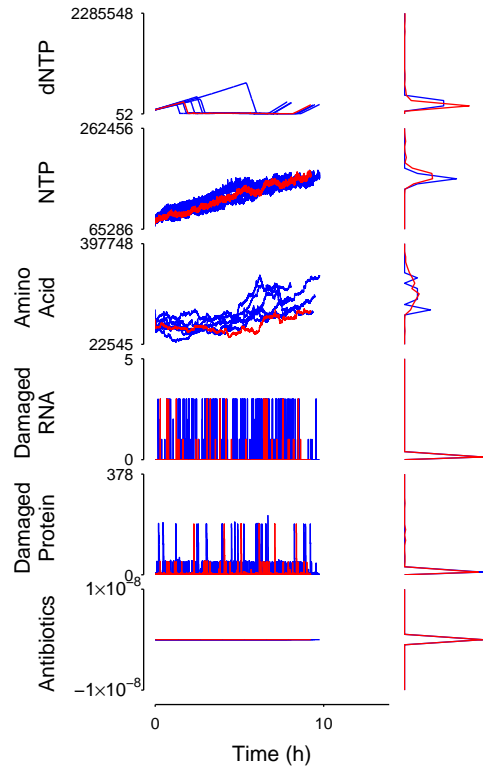 2285548
dNTP
52
262456
NTP
65286
397748
Amino
Acid
22545
5
Damaged
RNA
0
378
Damaged
Protein
0
1×10⁻⁸
Antibiotics
−1×10⁻⁸
0
10
Time (h)